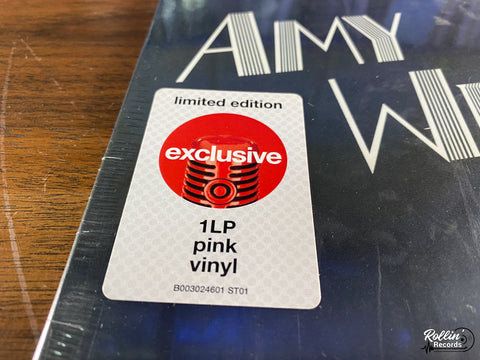 AMY
WI
limited edition
exclusive
1LP
pink
vinyl
B003024601 ST01
Rollin
Records